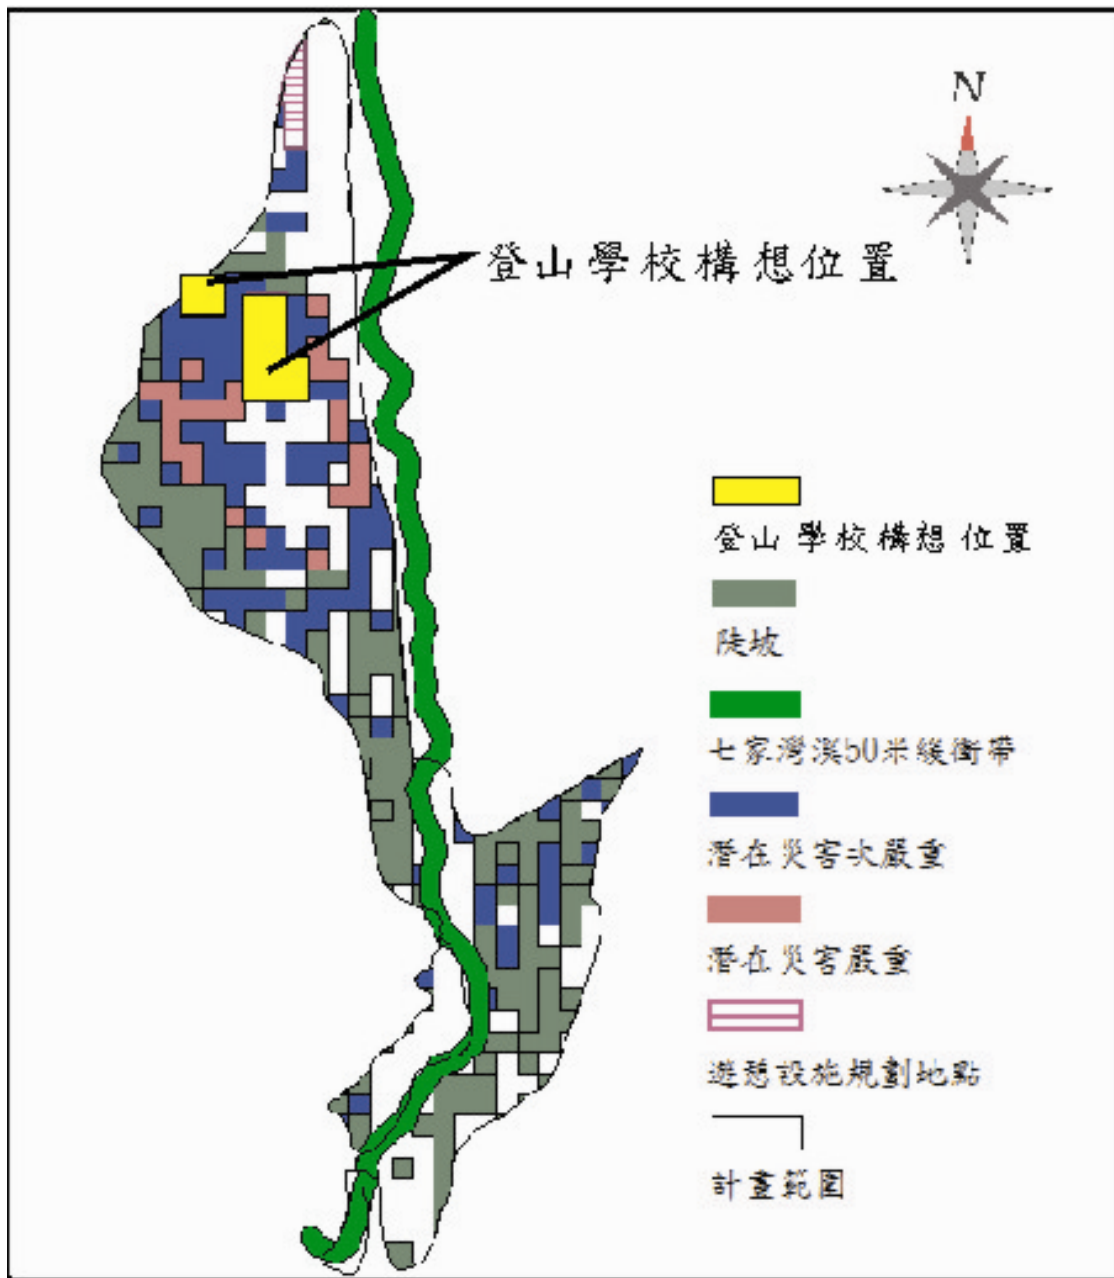 N
登山學校構想位置
登山學校構想位置
陡坡
七家灣溪50米緩衝帶
潛在災害次嚴重
潛在災害嚴重
遊憩設施規劃地點
計畫範圍